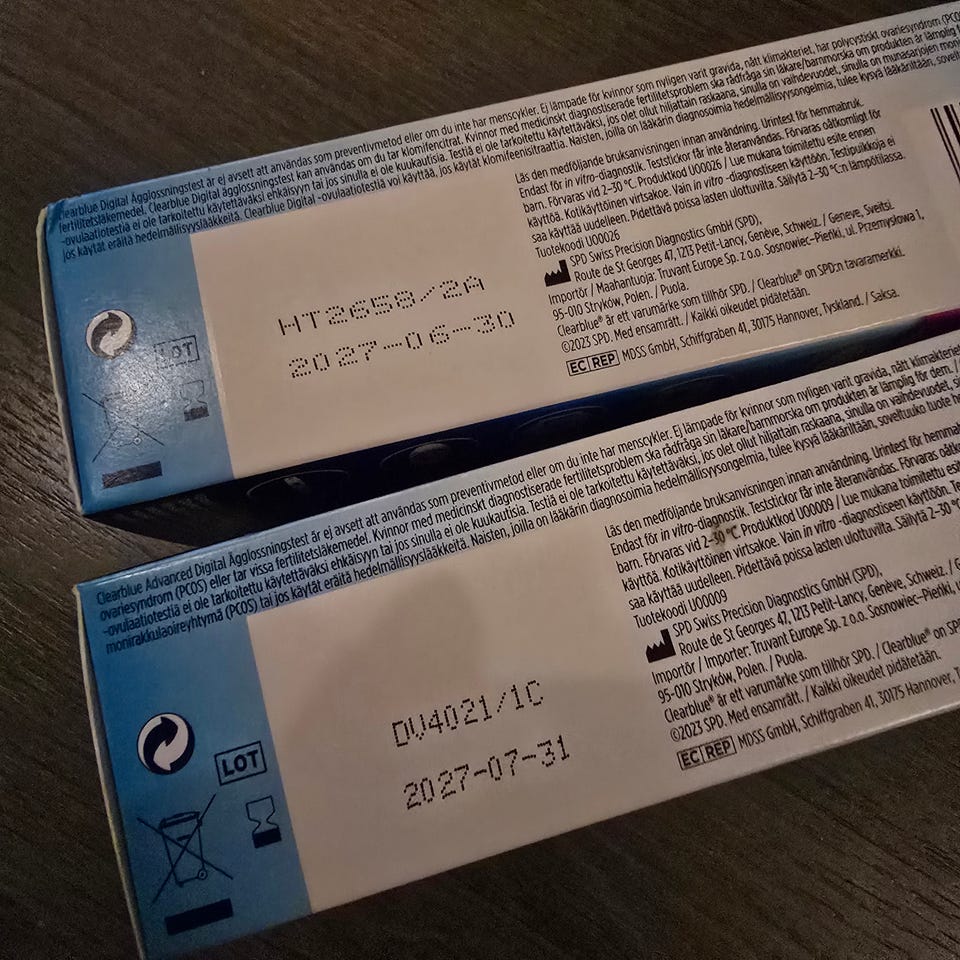 Clearblue Digital Ägglossningstest är ej avsett att användas som preventivmetod eller om du inte har menscykler. Ej lämpade för kvinnor som nyligen varit gravida, nått klimakteriet, har polycystiskt ovariesyndrom (PCOS)
fertilitetsläkemedel. Clearblue Digital ägglossningstest kan användas om du tar klomifencitrat. Kvinnor med medicinskt diagnostiserade fertilitetsproblem ska rådfråga sin läkare/barnmorska om produkten är lämplig
-ovulaatiotestiä ei ole tarkoitettu käytettäväksi ehkäisyyn tai jos sinulla ei ole kuukautisia. Testiä ei ole tarkoitettu käytettäväksi, jos olet ollut hiljattain raskaana, sinulla on vaihdevuodet, sinulla on munasarjojen
jos käytät eräitä hedelmällisyyslääkkeitä. Clearblue Digital -ovulaatiotestiä voi käyttää, jos käytät klomifeenisitraattia. Naisten, joilla on lääkärin diagnosoimia hedelmällisyysongelmia, tulee kysyä lääkäriltään,
LOT
HT2658/2A
2027-06-30
Läs den medföljande bruksanvisningen innan användning. Urintest för hemmabruk.
Endast för in vitro-diagnostik. Teststickor får inte återanvändas. Förvaras oåtkomligt för
barn. Förvaras vid 2-30 °C. Produktkod U00026 / Lue mukana toimitettu esite ennen
käyttöä. Kotikäyttöinen virtsakoe. Vain in vitro -diagnostiseen käyttöön. Testipuikkoja ei
saa käyttää uudelleen. Pidettävä poissa lasten ulottuvilta. Säilytä 2-30 °C:n lämpötilassa.
Tuotekoodi U00026
SPD Swiss Precision Diagnostics GmbH (SPD),
Route de St Georges 47, 1213 Petit-Lancy, Genève, Schweiz. / Geneve, Sveitsi.
Importör / Maahantuoja: Truvant Europe Sp. z o.o. Sosnowiec-Pieńki, ul. Przemysłowa 1,
95-010 Stryków, Polen. / Puola.
Clearblue® är ett varumärke som tillhör SPD. / Clearblue® on SPD:n tavaramerkki.
©2023 SPD. Med ensamrätt. / Kaikki oikeudet pidätetään.
EC REP MDSS GmbH, Schiffgraben 41, 30175 Hannover, Tyskland. / Saksa.
Clearblue Advanced Digital Ägglossningstest är ej avsett att användas som preventivmetod eller om du inte har menscykler. Ej lämpade för kvinnor som nyligen varit gravida, nått klimakteriet
ovariesyndrom (PCOS) eller tar vissa fertilitetsläkemedel. Kvinnor med medicinskt diagnostiserade fertilitetsproblem ska rådfråga sin läkare/barnmorska om produkten är lämplig för dem. /
-ovulaatiotestiä ei ole tarkoitettu käytettäväksi ehkäisyyn tai jos sinulla ei ole kuukautisia. Testiä ei ole tarkoitettu käytettäväksi, jos olet ollut hiljattain raskaana, sinulla on vaihdevuodet,
monirakkulaoireyhtymä (PCOS) tai jos käytät eräitä hedelmällisyyslääkkeitä. Naisten, joilla on lääkärin diagnosoimia hedelmällisyysongelmia, tulee kysyä lääkäriltään, soveltuuko tuote
LOT
DV4021/1C
2027-07-31
Läs den medföljande bruksanvisningen innan användning. Urintest för
Endast för in vitro-diagnostik. Teststickor får inte återanvändas. Förvaras
barn. Förvaras vid 2-30 °C. Produktkod U00009 / Lue mukana toimitettu
käyttöä. Kotikäyttöinen virtsakoe. Vain in vitro -diagnostiseen käyttöön.
saa käyttää uudelleen. Pidettävä poissa lasten ulottuvilta. Säilytä 2-30 °C
Tuotekoodi U00009
SPD Swiss Precision Diagnostics GmbH (SPD),
Route de St Georges 47, 1213 Petit-Lancy, Genève, Schweiz. /
Importör / Importer: Truvant Europe Sp. z o.o. Sosnowiec-Pieńki,
95-010 Stryków, Polen. / Puola.
Clearblue® är ett varumärke som tillhör SPD. / Clearblue® on
©2023 SPD. Med ensamrätt. / Kaikki oikeudet pidätetään.
EC REP MDSS GmbH, Schiffgraben 41, 30175 Hannover,